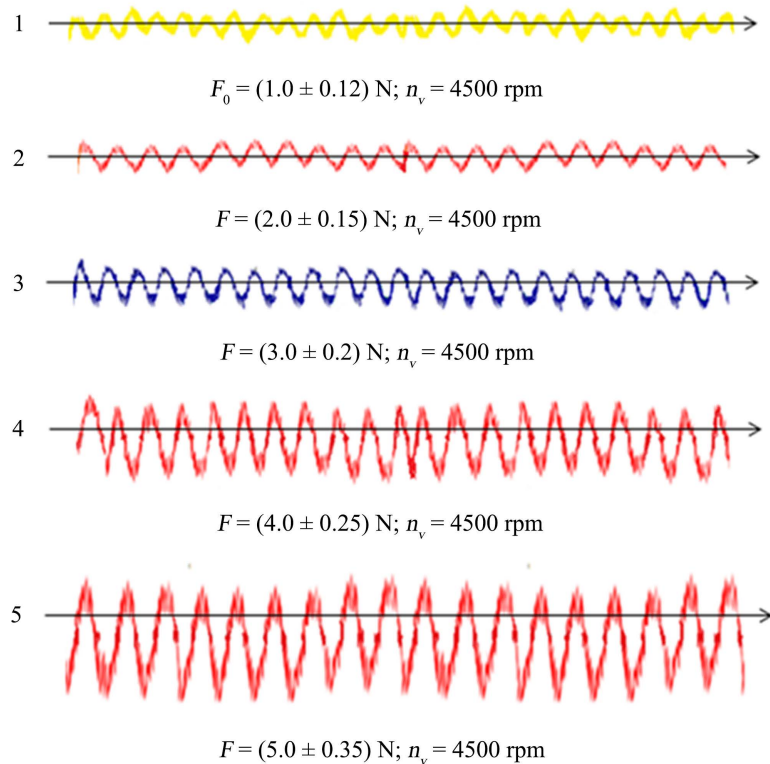 1
F₀ = (1.0 ± 0.12) N; nᵥ = 4500 rpm
2
F = (2.0 ± 0.15) N; nᵥ = 4500 rpm
3
F = (3.0 ± 0.2) N; nᵥ = 4500 rpm
4
F = (4.0 ± 0.25) N; nᵥ = 4500 rpm
5
F = (5.0 ± 0.35) N; nᵥ = 4500 rpm